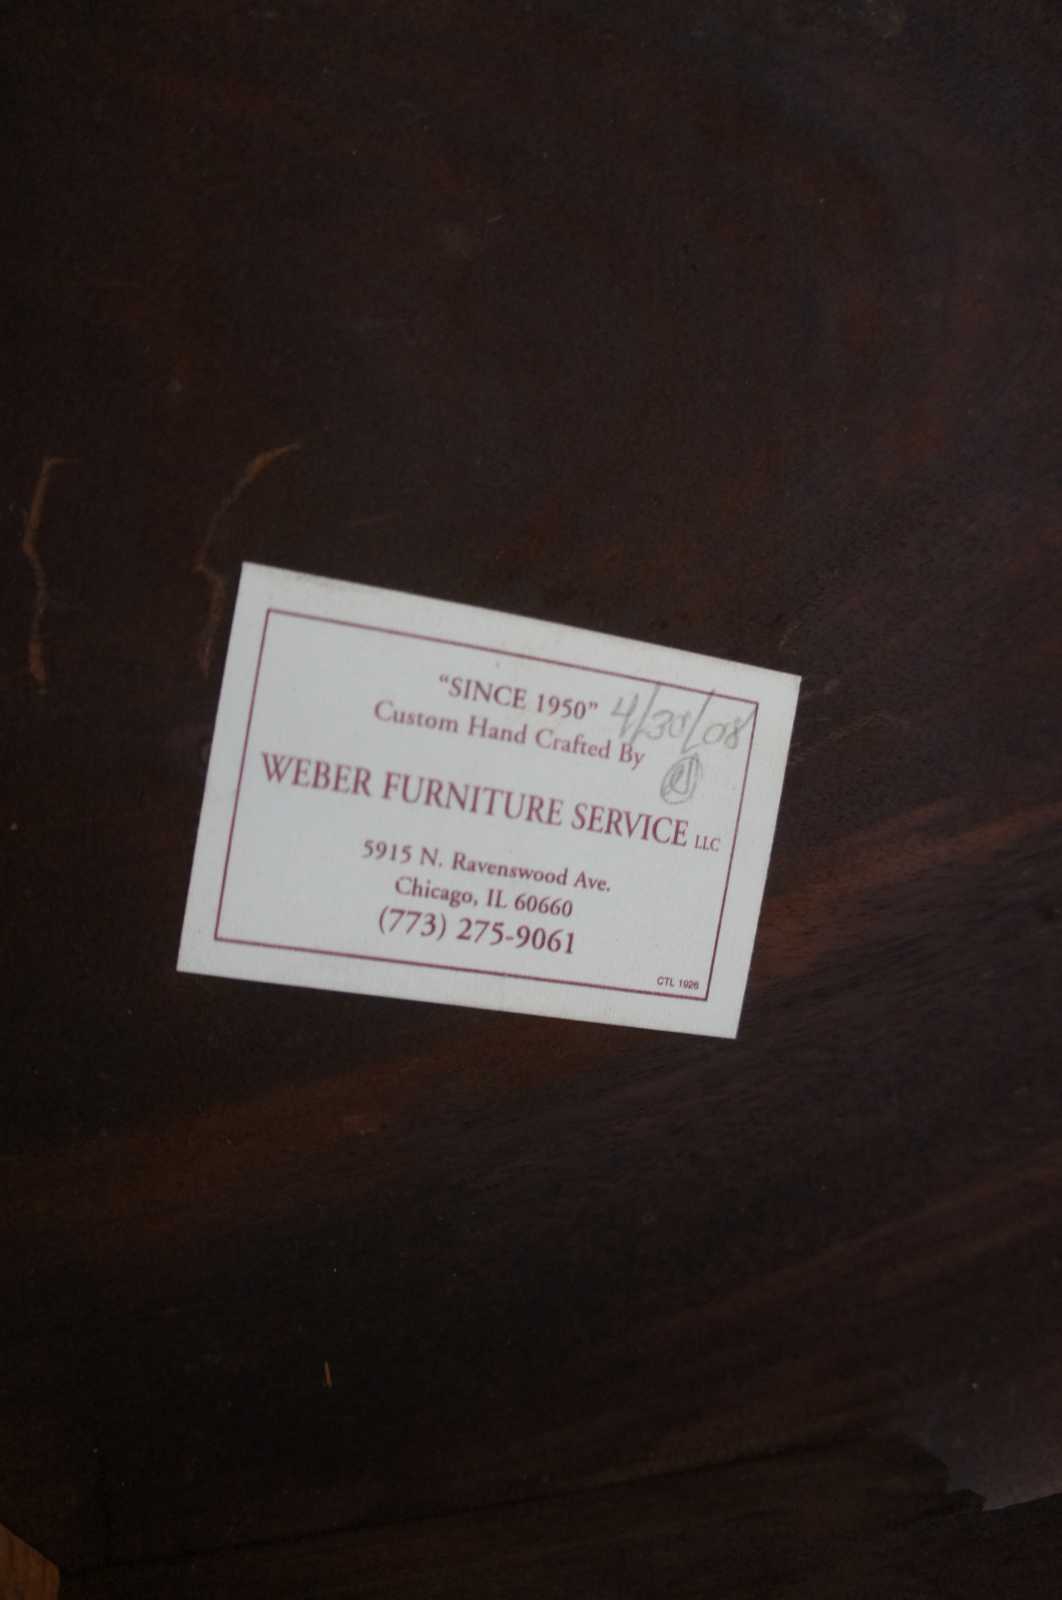 "SINCE 1950" 4/30/08
Custom Hand Crafted By
WEBER FURNITURE SERVICE LLC
5915 N. Ravenswood Ave.
Chicago, IL 60660
(773) 275-9061
CTL 1926